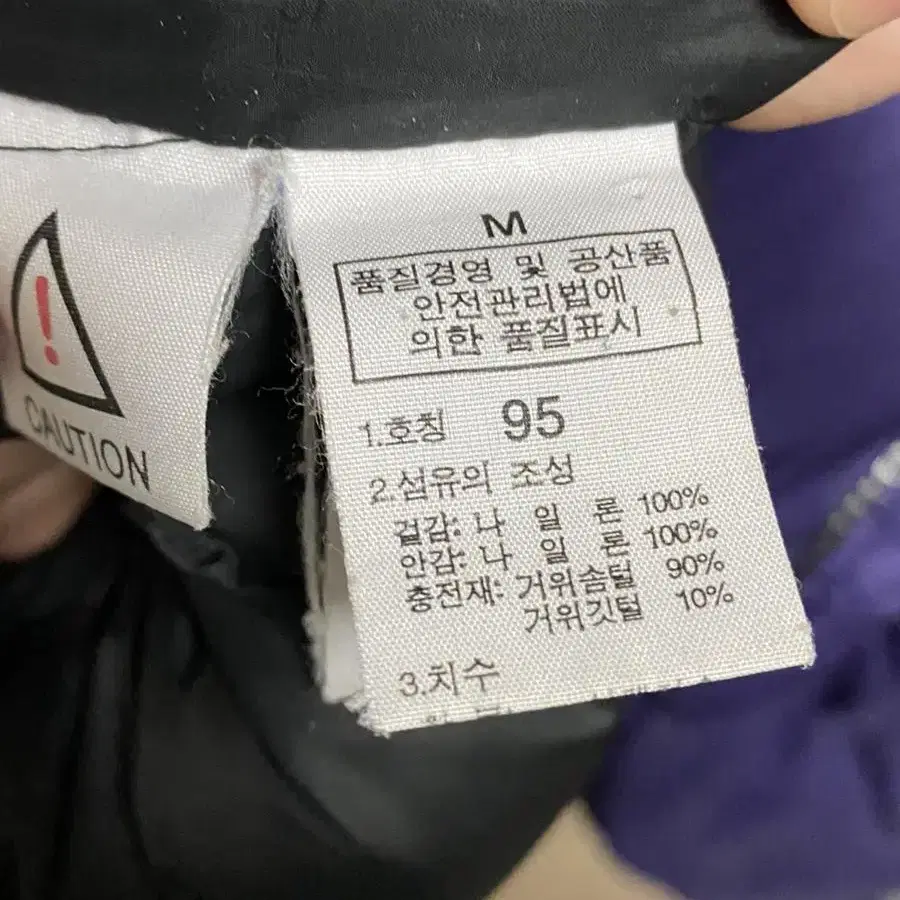 M
품질경영 및 공산품
안전관리법에
의한 품질표시
1.호칭 95
2.섬유의 조성
겉감: 나 일 론 100%
안감: 나 일 론 100%
충전재: 거위솜털 90%
거위깃털 10%
3.치수
!
CAUTION